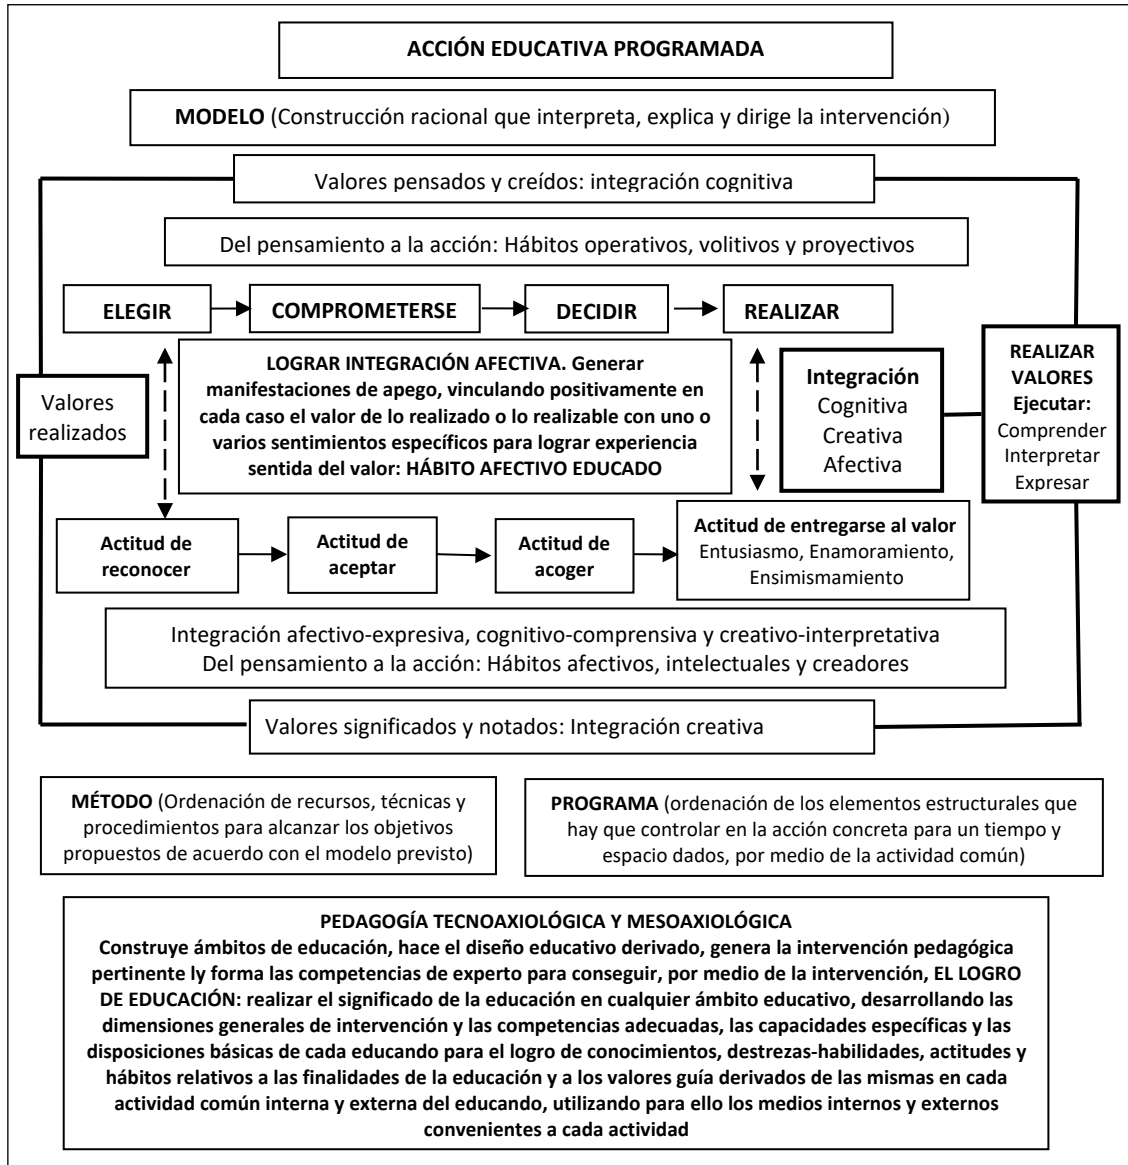 ACCIÓN EDUCATIVA PROGRAMADA
MODELO (Construcción racional que interpreta, explica y dirige la intervención)
Valores pensados y creídos: integración cognitiva
Del pensamiento a la acción: Hábitos operativos, volitivos y proyectivos
ELEGIR
COMPROMETERSE
DECIDIR
REALIZAR
Valores
realizados
LOGRAR INTEGRACIÓN AFECTIVA. Generar
manifestaciones de apego, vinculando positivamente en
cada caso el valor de lo realizado o lo realizable con uno o
varios sentimientos específicos para lograr experiencia
sentida del valor: HÁBITO AFECTIVO EDUCADO
Integración
Cognitiva
Creativa
Afectiva
REALIZAR
VALORES
Ejecutar:
Comprender
Interpretar
Expresar
Actitud de
reconocer
Actitud de
aceptar
Actitud de
acoger
Actitud de entregarse al valor
Entusiasmo, Enamoramiento,
Ensimismamiento
Integración afectivo-expresiva, cognitivo-comprensiva y creativo-interpretativa
Del pensamiento a la acción: Hábitos afectivos, intelectuales y creadores
Valores significados y notados: Integración creativa
MÉTODO (Ordenación de recursos, técnicas y
procedimientos para alcanzar los objetivos
propuestos de acuerdo con el modelo previsto)
PROGRAMA (ordenación de los elementos estructurales que
hay que controlar en la acción concreta para un tiempo y
espacio dados, por medio de la actividad común)
PEDAGOGÍA TECNOAXIOLÓGICA Y MESOAXIOLÓGICA
Construye ámbitos de educación, hace el diseño educativo derivado, genera la intervención pedagógica
pertinente ly forma las competencias de experto para conseguir, por medio de la intervención, EL LOGRO
DE EDUCACIÓN: realizar el significado de la educación en cualquier ámbito educativo, desarrollando las
dimensiones generales de intervención y las competencias adecuadas, las capacidades específicas y las
disposiciones básicas de cada educando para el logro de conocimientos, destrezas-habilidades, actitudes y
hábitos relativos a las finalidades de la educación y a los valores guía derivados de las mismas en cada
actividad común interna y externa del educando, utilizando para ello los medios internos y externos
convenientes a cada actividad